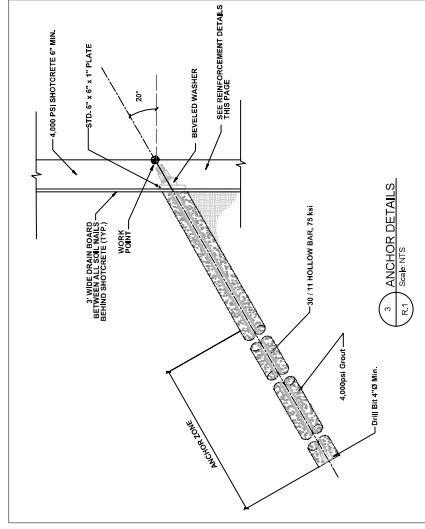 4,000 PSI SHOTCRETE 6" MIN.
STD. 6" x 6" x 1" PLATE
20°
BEVELED WASHER
SEE REINFORCEMENT DETAILS
THIS PAGE
3' WIDE DRAIN BOARD
BETWEEN ALL SOIL NAILS
BEHIND SHOTCRETE (TYP.)
WORK
POINT
30 / 11 HOLLOW BAR, 75 ksi
4,000psi Grout
Drill Bit 4"Ø Min.
ANCHOR ZONE
3
R.1
ANCHOR DETAILS
Scale: NTS